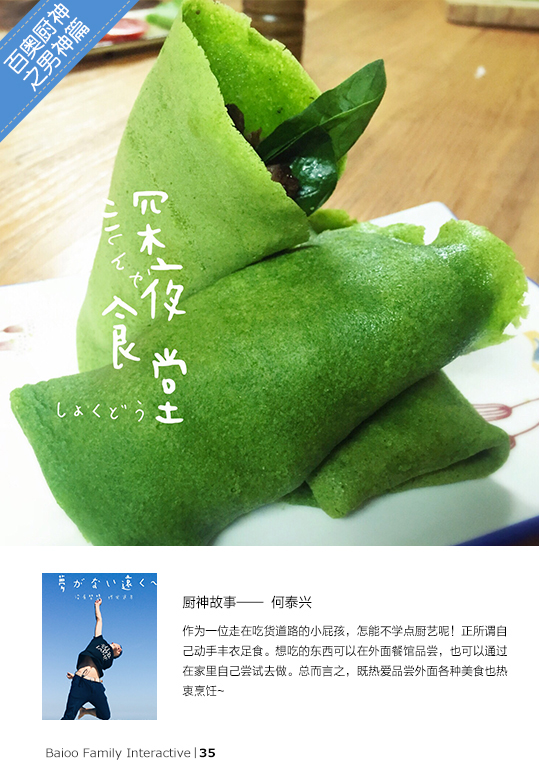 百奥厨神
之男神篇
深夜食堂
しんや
しょくどう
夢がない遠く～
厨神故事—— 何泰兴
作为一位走在吃货道路的小屁孩，怎能不学点厨艺呢！正所谓自
己动手丰衣足食。想吃的东西可以在外面餐馆品尝，也可以通过
在家里自己尝试去做。总而言之，既热爱品尝外面各种美食也热
衷烹饪~
Baioo Family Interactive | 35